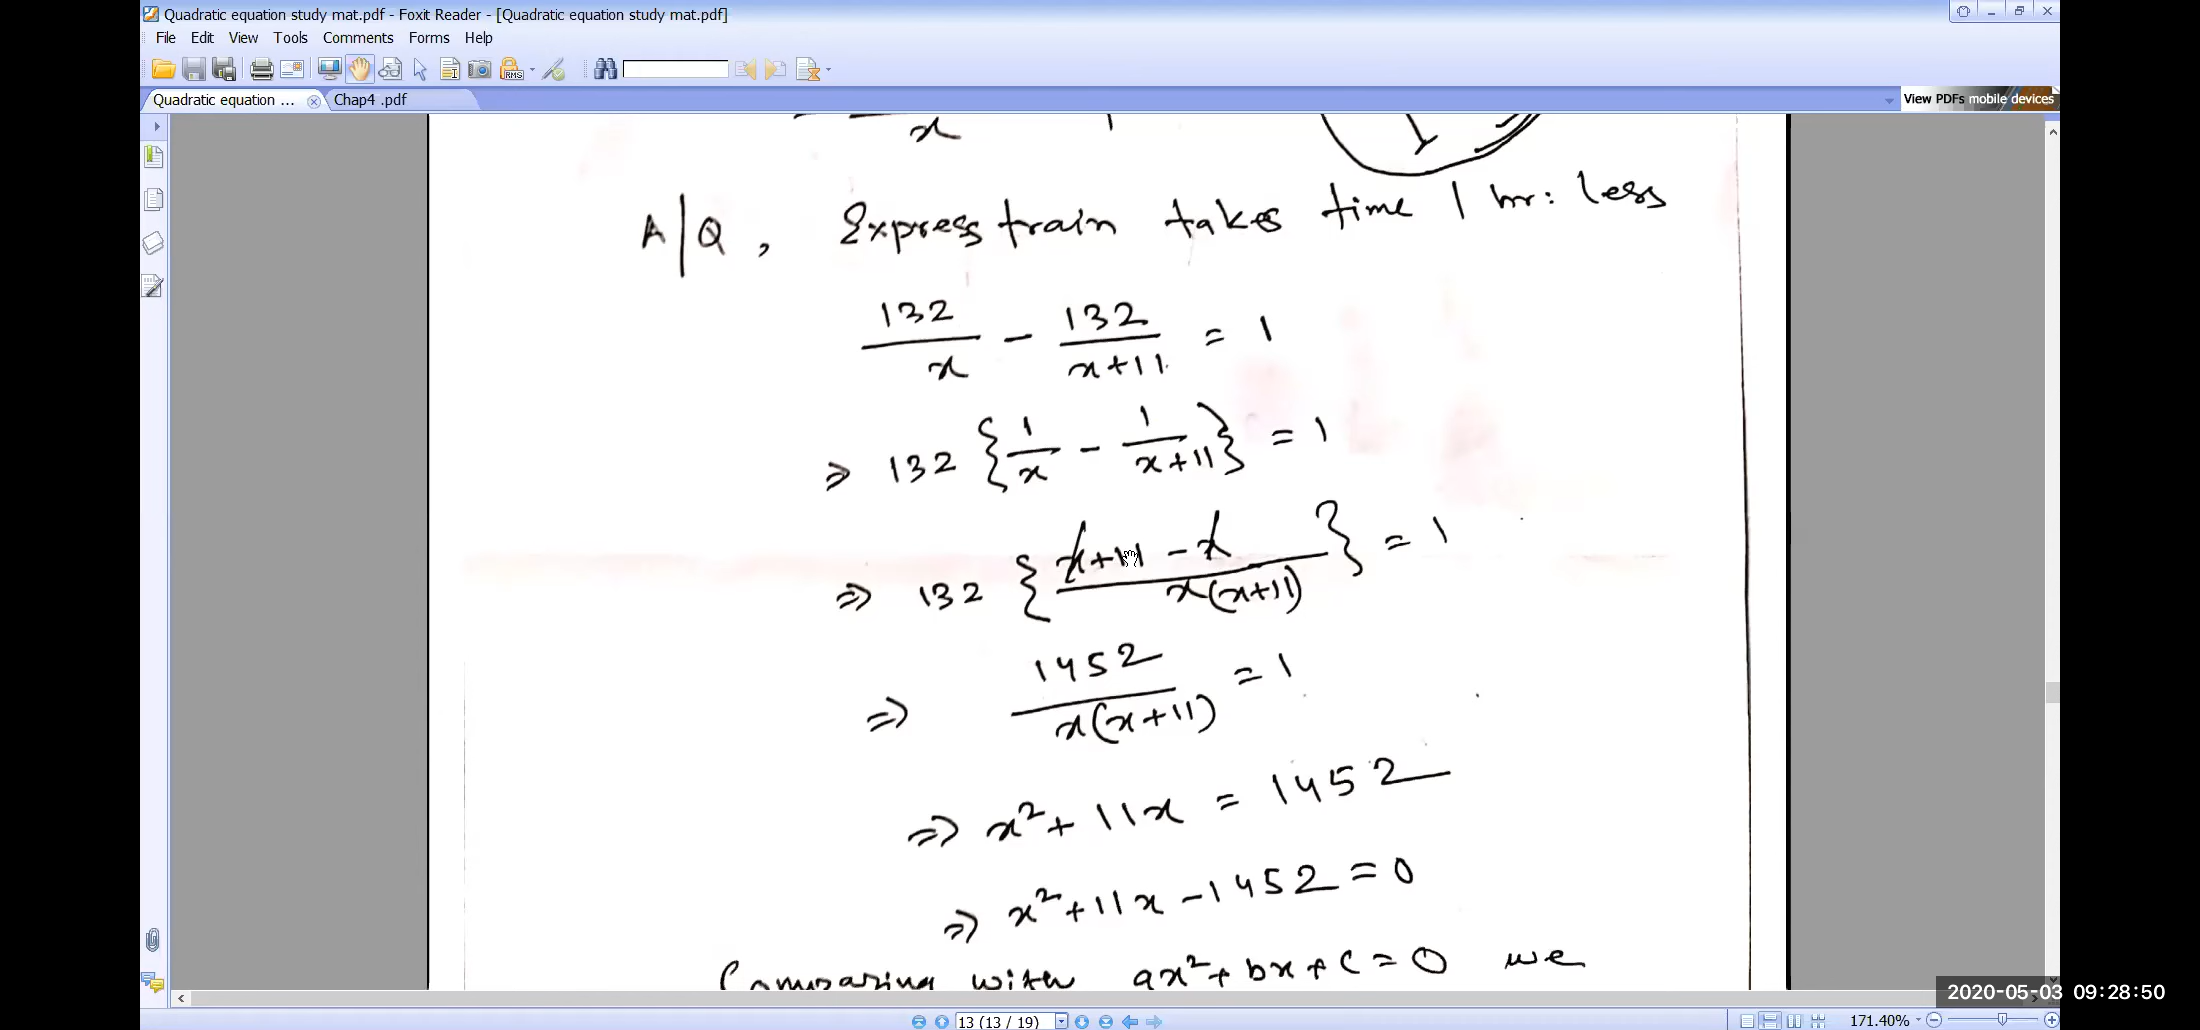 Quadratic equation study mat.pdf - Foxit Reader - [Quadratic equation study mat.pdf]
File Edit View Tools Comments Forms Help
RMS
Quadratic equation ... Chap4 .pdf
View PDFs mobile devices
x
A|Q, Express train takes time 1 hr: less
132/x - 132/x+11 = 1
⇒ 132 {1/x - 1/x+11} = 1
⇒ 132 {x+11 - x/x(x+11)} = 1
⇒ 1452/x(x+11) = 1
⇒ x² + 11x = 1452
⇒ x² + 11x - 1452 = 0
Comparing with ax² + bx + c = 0 we
2020-05-03 09:28:50
13 (13 / 19)
171.40%